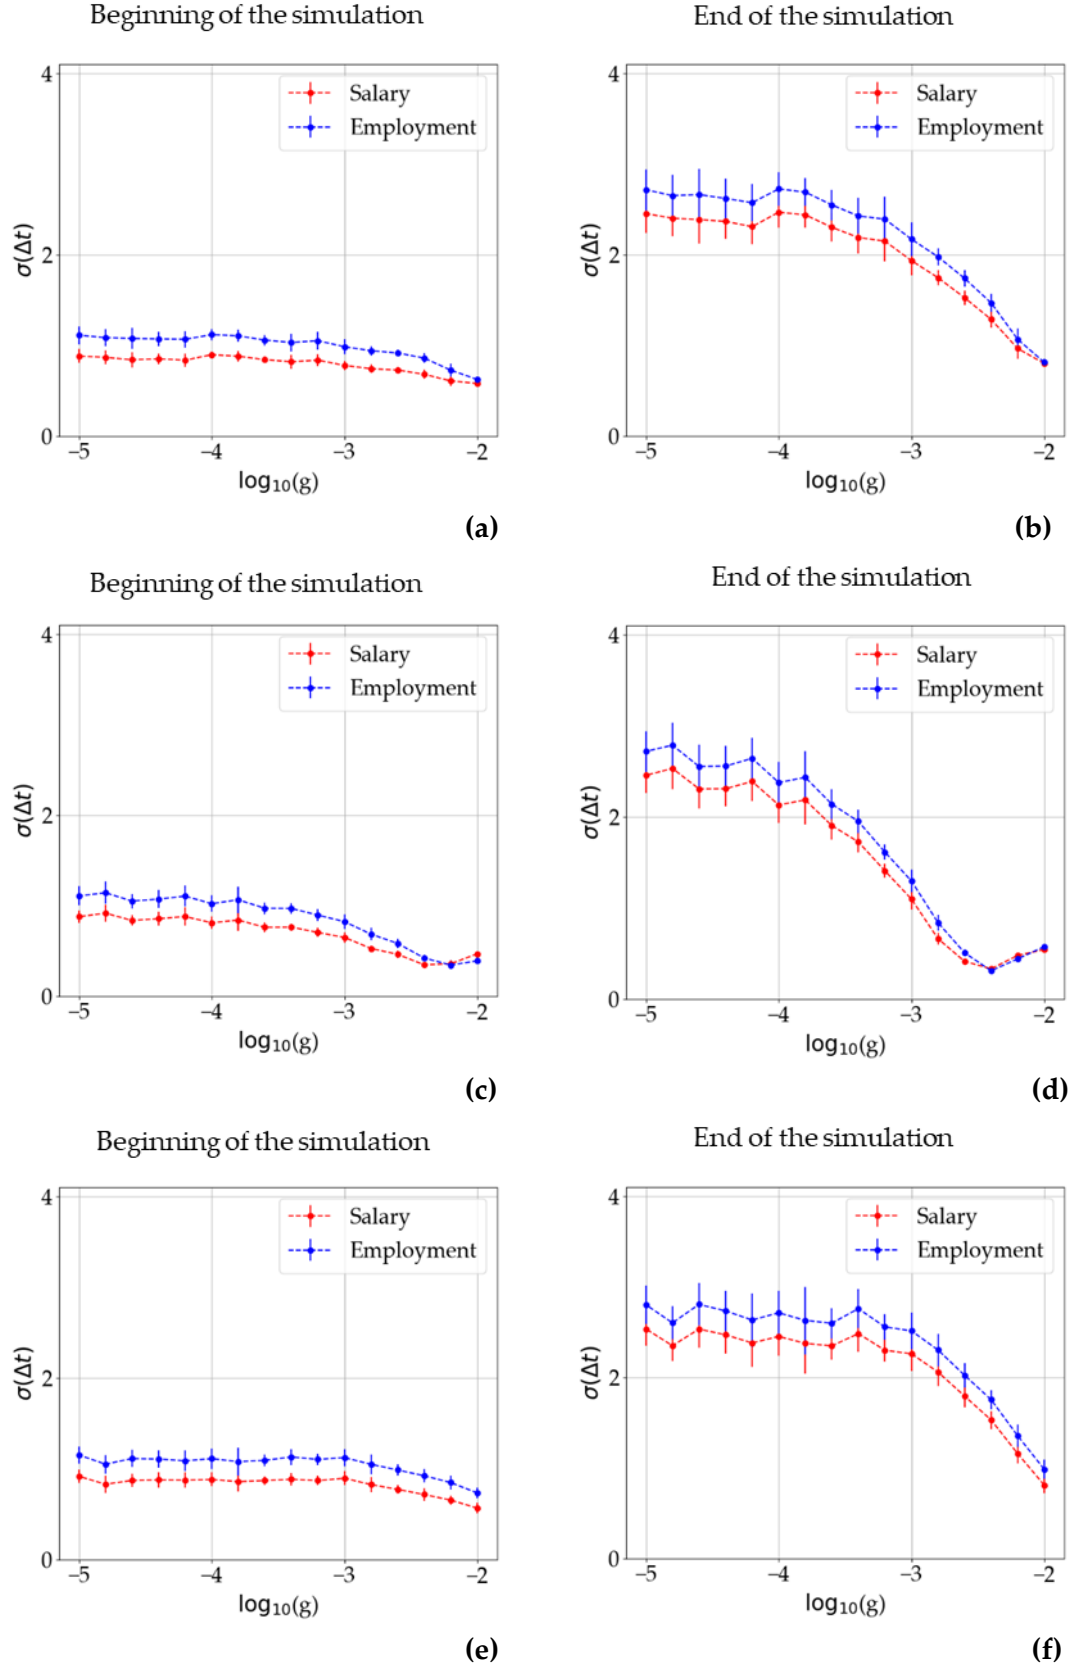 Beginning of the simulation
4
2
0
σ(Δt)
Salary
Employment
−5
−4
−3
−2
log10(g)
(a)
End of the simulation
4
2
0
σ(Δt)
Salary
Employment
−5
−4
−3
−2
log10(g)
(b)
Beginning of the simulation
4
2
0
σ(Δt)
Salary
Employment
−5
−4
−3
−2
log10(g)
(c)
End of the simulation
4
2
0
σ(Δt)
Salary
Employment
−5
−4
−3
−2
log10(g)
(d)
Beginning of the simulation
4
2
0
σ(Δt)
Salary
Employment
−5
−4
−3
−2
log10(g)
(e)
End of the simulation
4
2
0
σ(Δt)
Salary
Employment
−5
−4
−3
−2
log10(g)
(f)